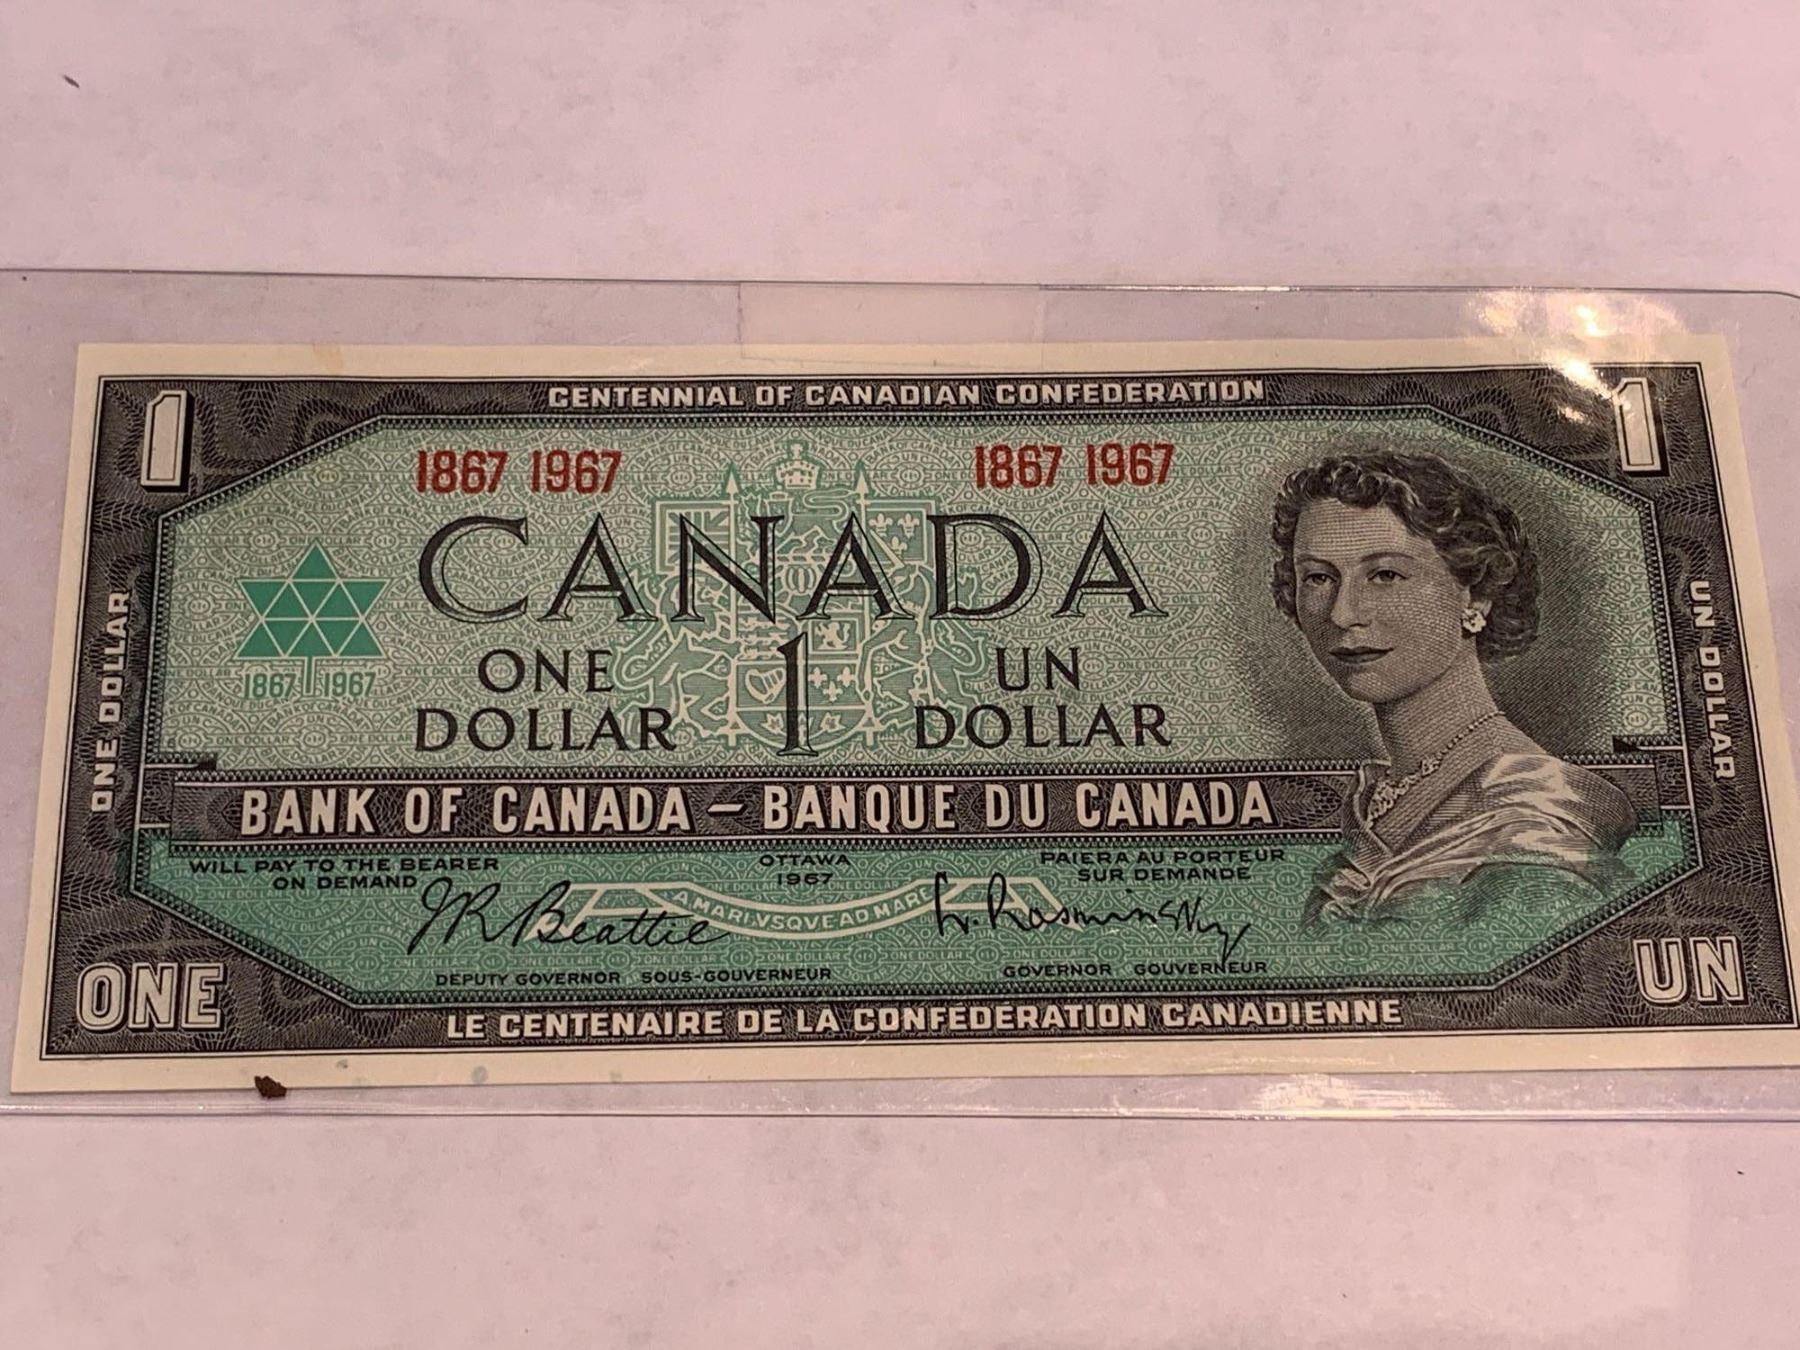 CENTENNIAL OF CANADIAN CONFEDERATION
1 1
1867 1967 1867 1967
CANADA
1867 1967
ONE DOLLAR
ONE 1 UN
DOLLAR DOLLAR
UN DOLLAR
BANK OF CANADA – BANQUE DU CANADA
WILL PAY TO THE BEARER OTTAWA PAIERA AU PORTEUR
ON DEMAND 1967 SUR DEMANDE
A MARI VSQVE AD MARE
JR Beattie L. Rasminsky
DEPUTY GOVERNOR SOUS-GOUVERNEUR GOVERNOR GOUVERNEUR
ONE UN
LE CENTENAIRE DE LA CONFÉDÉRATION CANADIENNE